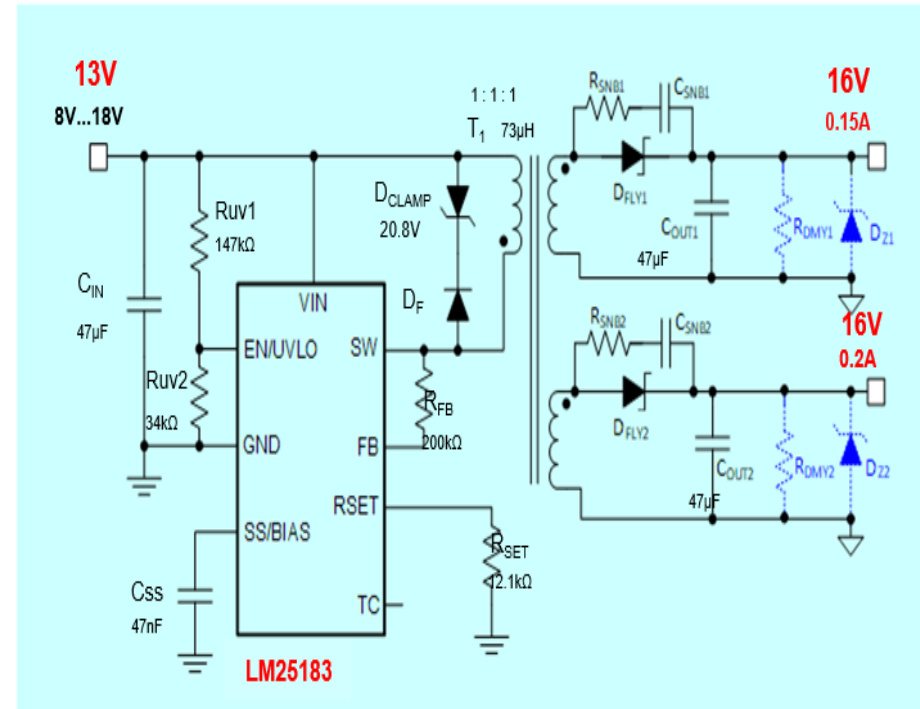 13V
8V...18V
1 : 1 : 1
T1 73µH
RSNB1
CSNB1
16V
0.15A
DCLAMP
20.8V
DFLY1
COUT1
47µF
RDMY1
DZ1
Ruv1
147kΩ
CIN
47µF
VIN
DF
RSNB2
CSNB2
16V
0.2A
EN/UVLO
SW
Ruv2
34kΩ
RFB
200kΩ
DFLY2
GND
FB
COUT2
47µF
RDMY2
DZ2
RSET
SS/BIAS
RSET
12.1kΩ
Css
47nF
TC
LM25183